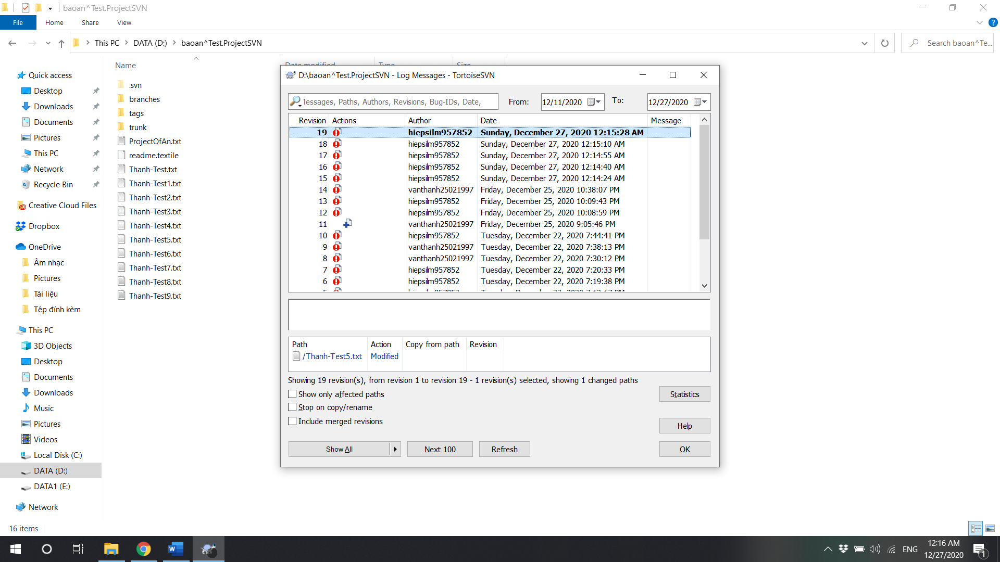 baoan^Test.ProjectSVN
File Home Share View
This PC DATA (D:) baoan^Test.ProjectSVN
Search baoan^Te...
Name
Quick access
Desktop
Downloads
Documents
Pictures
This PC
Network
Recycle Bin
Creative Cloud Files
Dropbox
OneDrive
Âm nhạc
Pictures
Tài liệu
Tệp đính kèm
This PC
3D Objects
Desktop
Documents
Downloads
Music
Pictures
Videos
Local Disk (C:)
DATA (D:)
DATA1 (E:)
Network
16 items
.svn
branches
tags
trunk
ProjectOfAn.txt
readme.textile
Thanh-Test.txt
Thanh-Test1.txt
Thanh-Test2.txt
Thanh-Test3.txt
Thanh-Test4.txt
Thanh-Test5.txt
Thanh-Test6.txt
Thanh-Test7.txt
Thanh-Test8.txt
Thanh-Test9.txt
Date modified Type Size
D:\baoan^Test.ProjectSVN - Log Messages - TortoiseSVN
Messages, Paths, Authors, Revisions, Bug-IDs, Date, From: 12/11/2020 To: 12/27/2020
Revision Actions Author Date Message
19 hiepsilm957852 Sunday, December 27, 2020 12:15:28 AM
18 hiepsilm957852 Sunday, December 27, 2020 12:15:10 AM
17 hiepsilm957852 Sunday, December 27, 2020 12:14:55 AM
16 hiepsilm957852 Sunday, December 27, 2020 12:14:40 AM
15 hiepsilm957852 Sunday, December 27, 2020 12:14:24 AM
14 vanthanh25021997 Friday, December 25, 2020 10:38:07 PM
13 hiepsilm957852 Friday, December 25, 2020 10:09:43 PM
12 hiepsilm957852 Friday, December 25, 2020 10:08:59 PM
11 vanthanh25021997 Friday, December 25, 2020 9:05:46 PM
10 hiepsilm957852 Tuesday, December 22, 2020 7:44:41 PM
9 vanthanh25021997 Tuesday, December 22, 2020 7:38:13 PM
8 vanthanh25021997 Tuesday, December 22, 2020 7:30:12 PM
7 hiepsilm957852 Tuesday, December 22, 2020 7:20:33 PM
6 hiepsilm957852 Tuesday, December 22, 2020 7:19:38 PM
Path Action Copy from path Revision
/Thanh-Test5.txt Modified
Showing 19 revision(s), from revision 1 to revision 19 - 1 revision(s) selected, showing 1 changed paths
Show only affected paths
Statistics
Stop on copy/rename
Include merged revisions
Help
Show All Next 100 Refresh OK
ENG
12:16 AM
12/27/2020
1